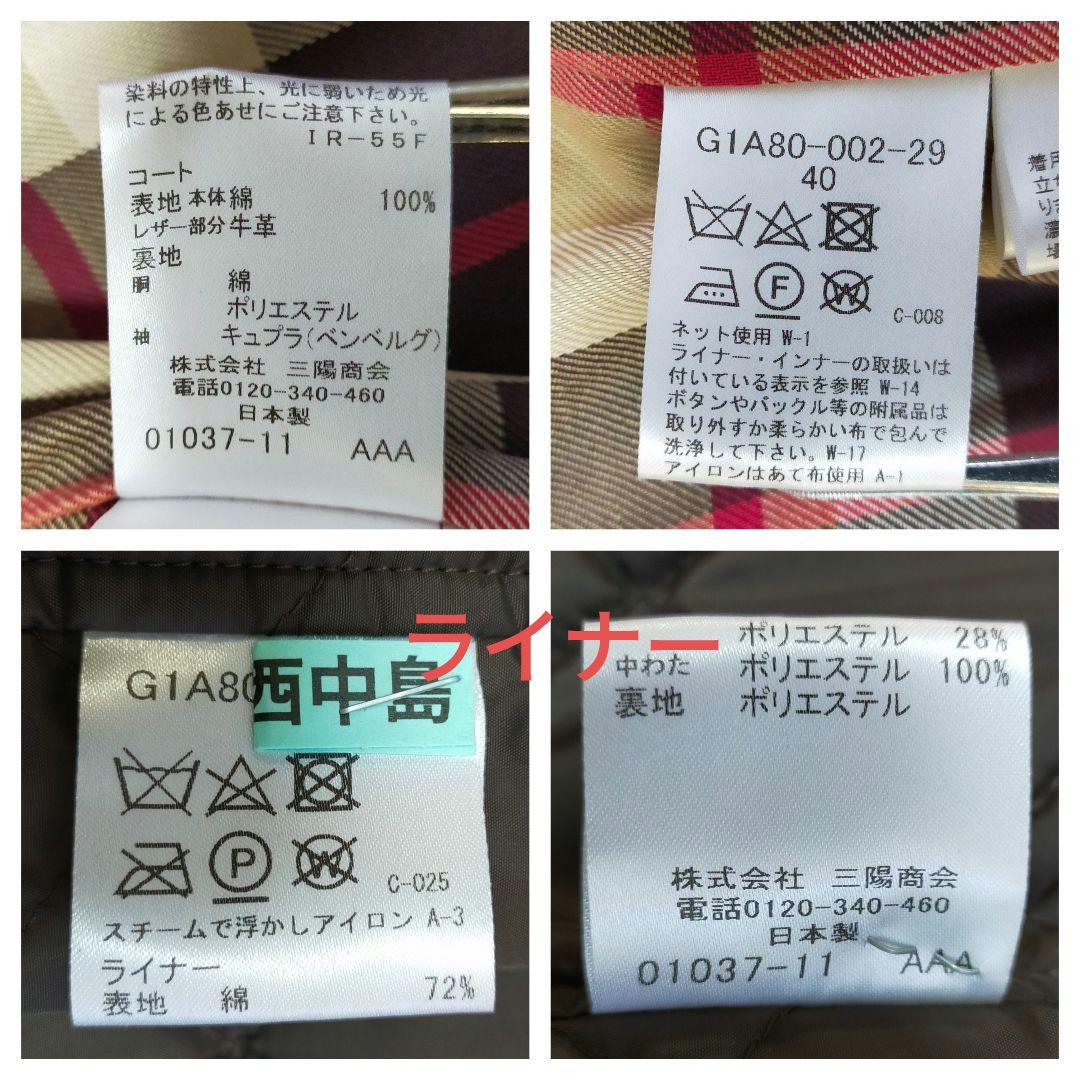 染料の特性上、光に弱いため光
による色あせにご注意下さい。
IR-55F
コート
表地 本体 綿 100%
レザー部分 牛革
裏地
胴 綿
ポリエステル
袖 キュプラ(ベンベルグ)
株式会社 三陽商会
電話0120-340-460
日本製
01037-11 AAA
G1A80-002-29
40
F
W
C-008
ネット使用 W-1
ライナー・インナーの取扱いは
付いている表示を参照 W-14
ボタンやバックル等の附属品は
取り外すか柔らかい布で包んで
洗浄して下さい。W-17
アイロンはあて布使用 A-1
着用
立ち
りま
濃
場
ライナー
G1A80
西中島
P
W
C-025
スチームで浮かしアイロン A-3
ライナー
表地 綿 72%
ポリエステル 28%
中わた ポリエステル 100%
裏地 ポリエステル
株式会社 三陽商会
電話0120-340-460
日本製
01037-11 AAA